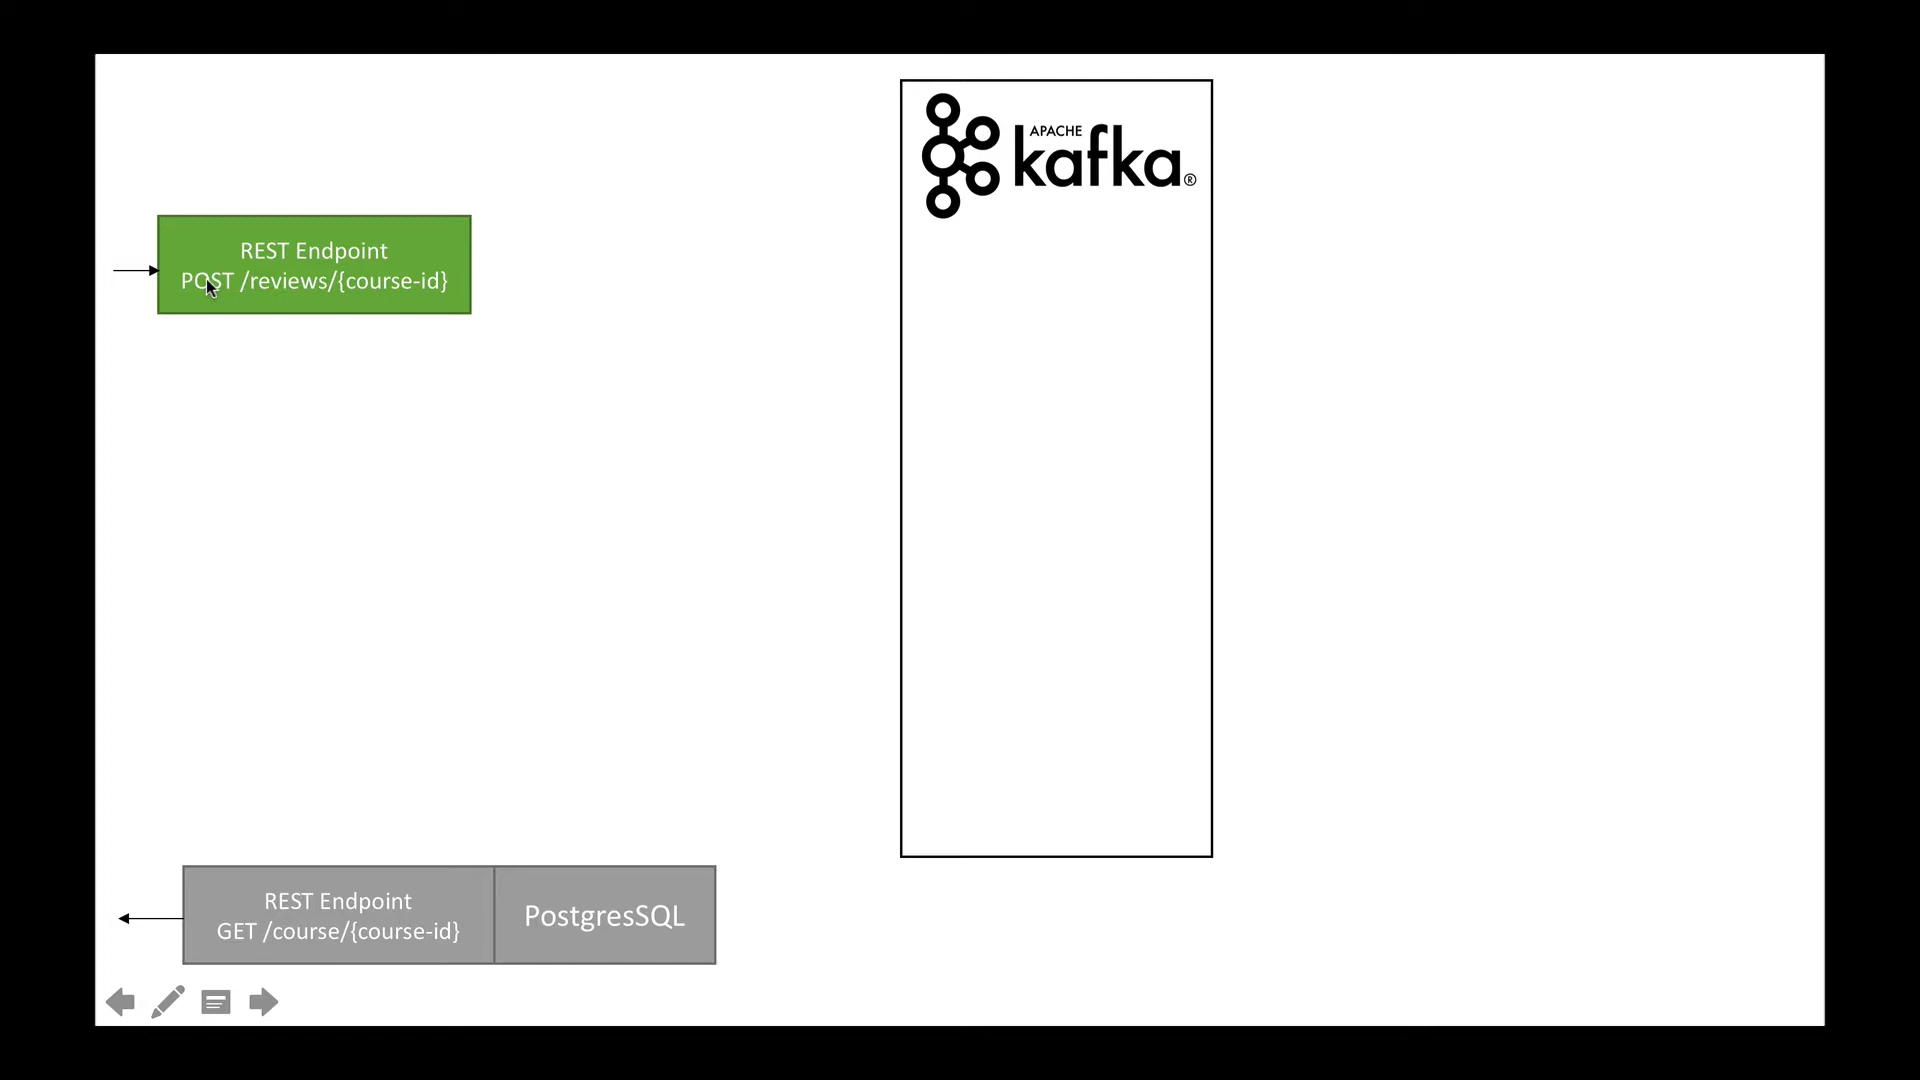 APACHE
kafka®
REST Endpoint
POST /reviews/{course-id}
REST Endpoint
GET /course/{course-id}
PostgresSQL